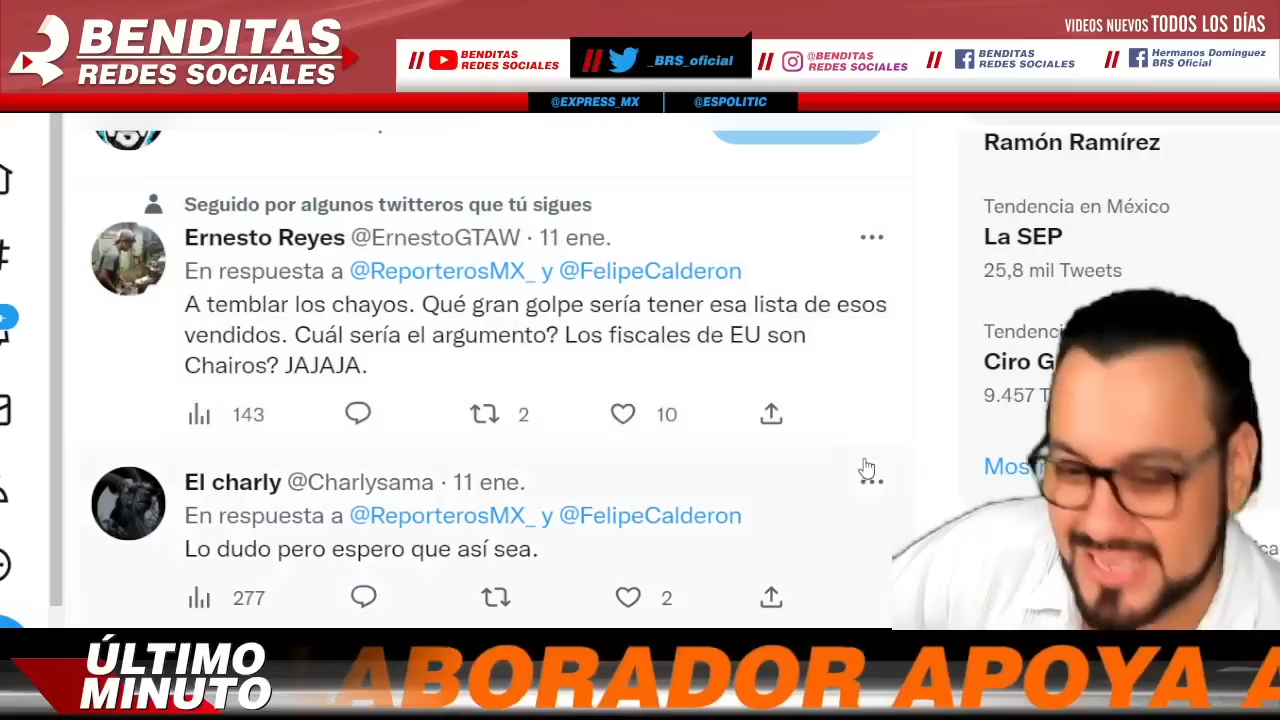 BENDITAS
REDES SOCIALES
VIDEOS NUEVOS TODOS LOS DÍAS
// BENDITAS REDES SOCIALES
// _BRS_oficial
// @BENDITAS REDES SOCIALES
// BENDITAS REDES SOCIALES
// Hermanos Dominguez BRS Oficial
@EXPRESS_MX
@ESPOLITIC
Seguido por algunos twitteros que tú sigues
Ernesto Reyes @ErnestoGTAW · 11 ene.
En respuesta a @ReporterosMX_ y @FelipeCalderon
A temblar los chayos. Qué gran golpe sería tener esa lista de esos
vendidos. Cuál sería el argumento? Los fiscales de EU son
Chairos? JAJAJA.
143 2 10
El charly @Charlysama · 11 ene.
En respuesta a @ReporterosMX_ y @FelipeCalderon
Lo dudo pero espero que así sea.
277 2
Ramón Ramírez
Tendencia en México
La SEP
25,8 mil Tweets
Ciro G
9.457 T
ÚLTIMO
MINUTO
LABORADOR APOYA A